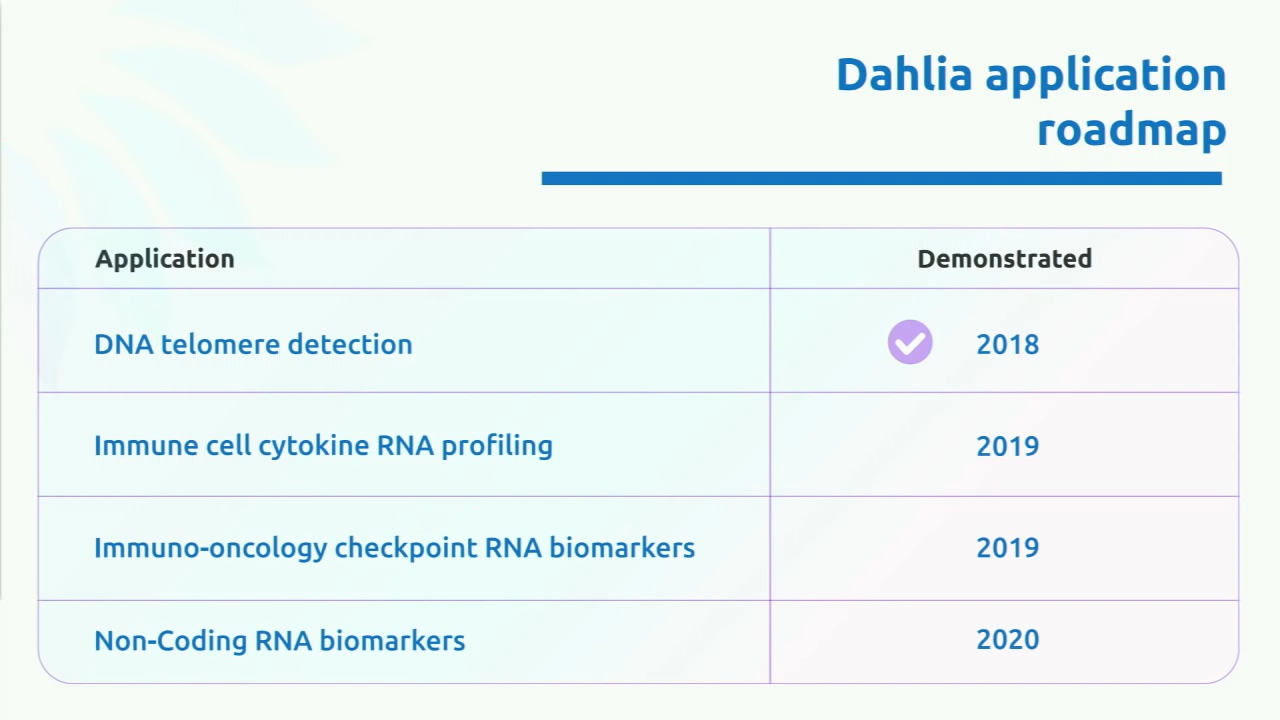 Dahlia application
roadmap
Application
Demonstrated
DNA telomere detection
2018
Immune cell cytokine RNA profiling
2019
Immuno-oncology checkpoint RNA biomarkers
2019
Non-Coding RNA biomarkers
2020